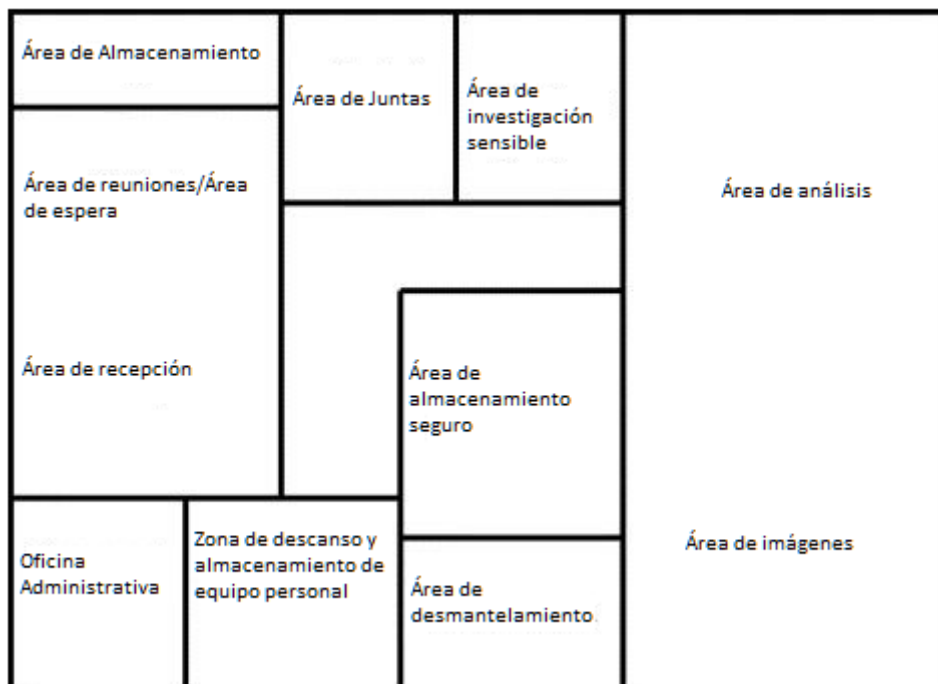 Área de Almacenamiento
Área de Juntas
Área de
investigación
sensible
Área de reuniones/Área
de espera
Área de análisis
Área de recepción
Área de
almacenamiento
seguro
Oficina
Administrativa
Zona de descanso y
almacenamiento de
equipo personal
Área de
desmantelamiento
Área de imágenes